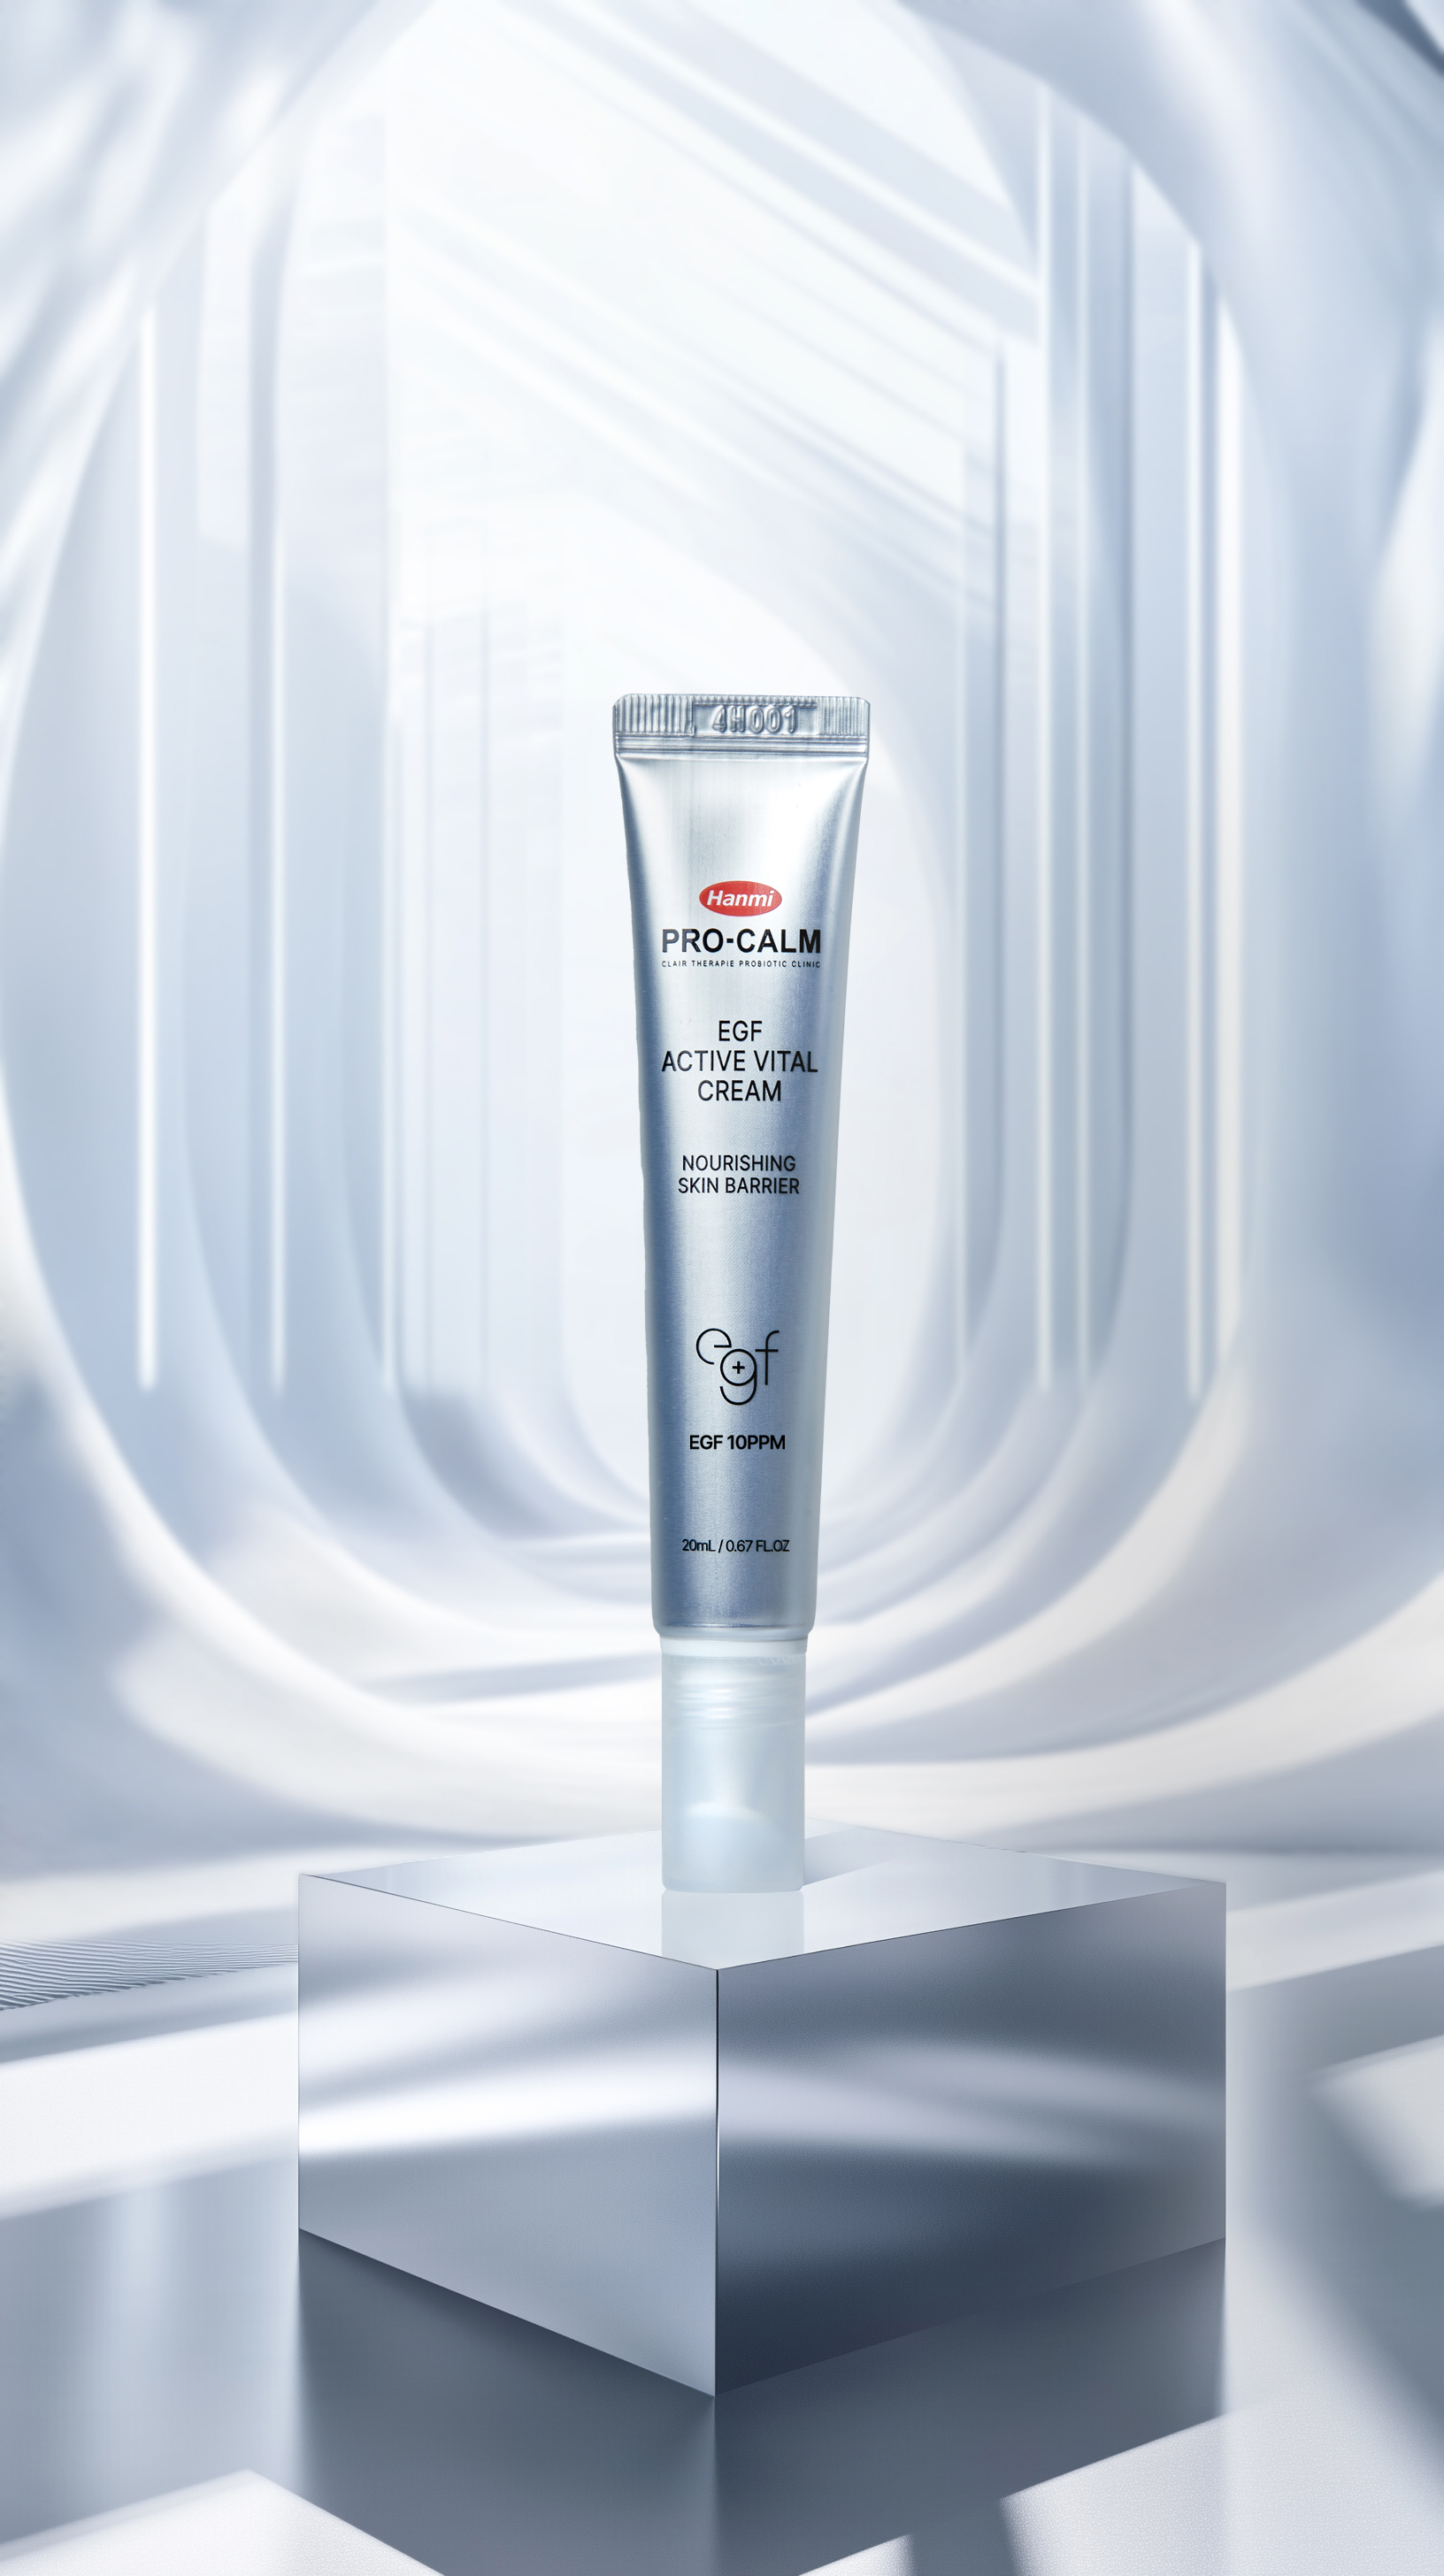 4H001
Hanmi
PRO-CALM
CLAIR THERAPIE PROBIOTIC CLINIC
EGF
ACTIVE VITAL
CREAM
NOURISHING
SKIN BARRIER
egf
EGF 10PPM
20mL / 0.67 FL.OZ